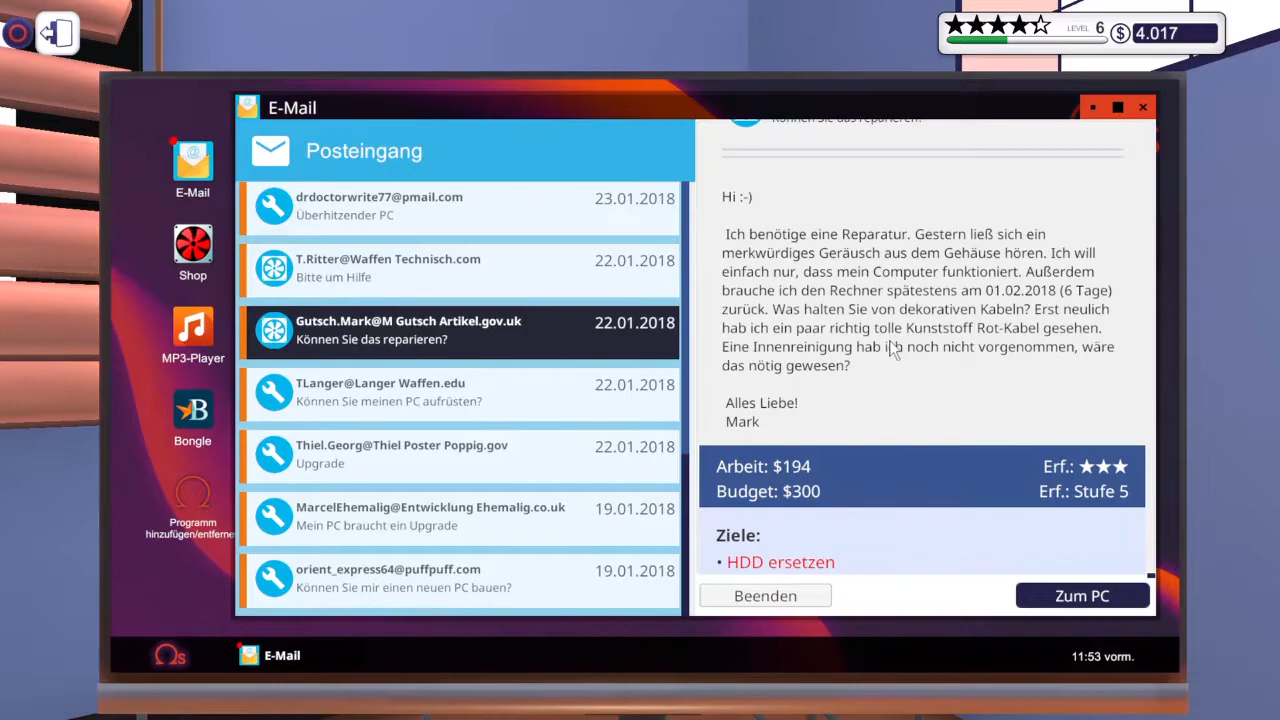 LEVEL 6
$ 4.017
E-Mail
Posteingang
E-Mail
Shop
MP3-Player
Bongle
Programm
hinzufügen/entferne
drdoctorwrite77@pmail.com 23.01.2018
Überhitzender PC
T.Ritter@Waffen Technisch.com 22.01.2018
Bitte um Hilfe
Gutsch.Mark@M Gutsch Artikel.gov.uk 22.01.2018
Können Sie das reparieren?
TLanger@Langer Waffen.edu 22.01.2018
Können Sie meinen PC aufrüsten?
Thiel.Georg@Thiel Poster Poppig.gov 22.01.2018
Upgrade
MarcelEhemalig@Entwicklung Ehemalig.co.uk 19.01.2018
Mein PC braucht ein Upgrade
orient_express64@puffpuff.com 19.01.2018
Können Sie mir einen neuen PC bauen?
Können Sie das reparieren?
Hi :-)
Ich benötige eine Reparatur. Gestern ließ sich ein
merkwürdiges Geräusch aus dem Gehäuse hören. Ich will
einfach nur, dass mein Computer funktioniert. Außerdem
brauche ich den Rechner spätestens am 01.02.2018 (6 Tage)
zurück. Was halten Sie von dekorativen Kabeln? Erst neulich
hab ich ein paar richtig tolle Kunststoff Rot-Kabel gesehen.
Eine Innenreinigung hab ich noch nicht vorgenommen, wäre
das nötig gewesen?
Alles Liebe!
Mark
Arbeit: $194 Erf.: ★★★
Budget: $300 Erf.: Stufe 5
Ziele:
• HDD ersetzen
Beenden Zum PC
Ωs E-Mail 11:53 vorm.